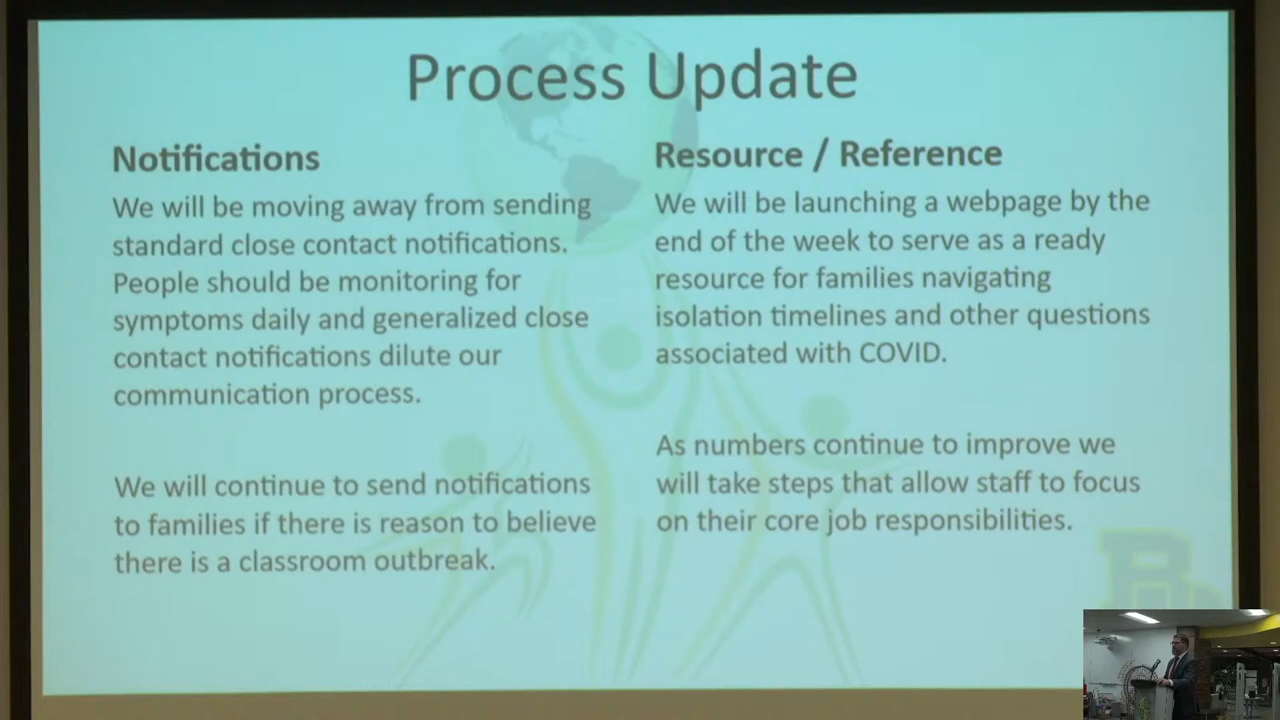 Process Update
Notifications
We will be moving away from sending
standard close contact notifications.
People should be monitoring for
symptoms daily and generalized close
contact notifications dilute our
communication process.
We will continue to send notifications
to families if there is reason to believe
there is a classroom outbreak.
Resource / Reference
We will be launching a webpage by the
end of the week to serve as a ready
resource for families navigating
isolation timelines and other questions
associated with COVID.
As numbers continue to improve we
will take steps that allow staff to focus
on their core job responsibilities.